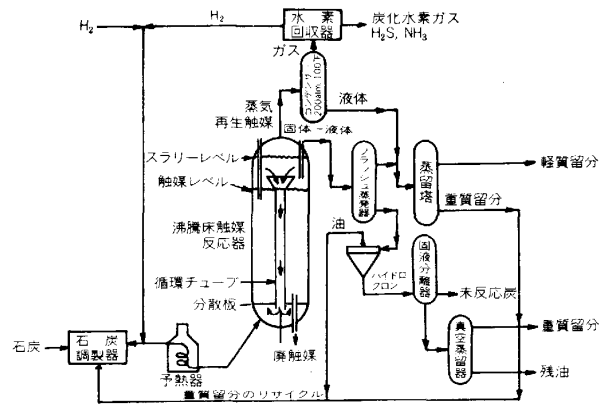 H₂
H₂
水素
回収器
炭化水素ガス
H₂S, NH₃
ガス
コンデンサ
200atm, 100°F
液体
蒸気
再生触媒
固体-液体
スラリーレベル
触媒レベル
フラッシュ蒸発器
蒸留塔
軽質留分
重質留分
沸騰床触媒
反応器
油
ハイドロ
クロン
固液分離器
未反応炭
循環チューブ
分散板
石炭
石炭
調製器
予熱器
廃触媒
真空蒸留器
重質留分
残油
重質留分のリサイクル